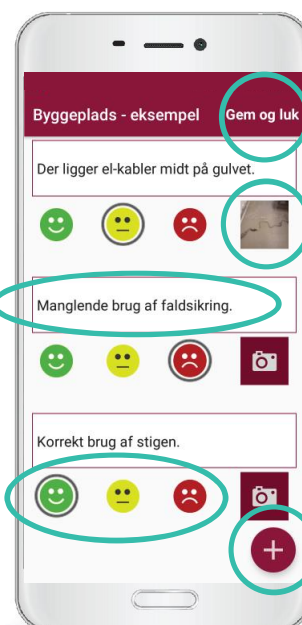 Byggeplads - eksempel Gem og luk
Der ligger el-kabler midt på gulvet.
Manglende brug af faldsikring.
Korrekt brug af stigen.